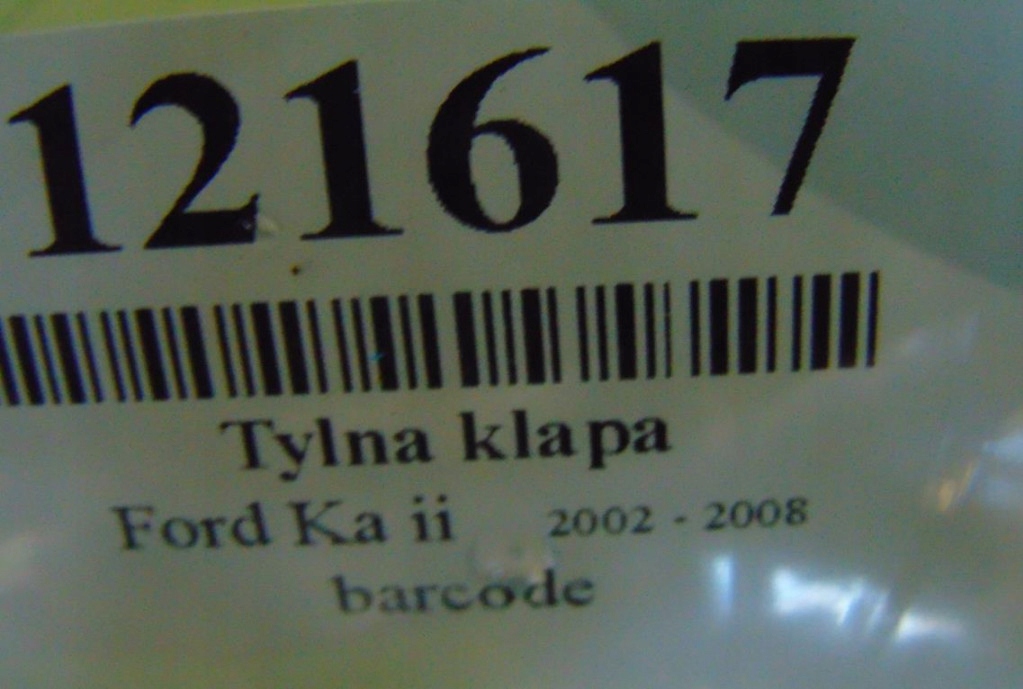 121617
Tylna klapa
Ford Ka ii 2002 - 2008
barcode